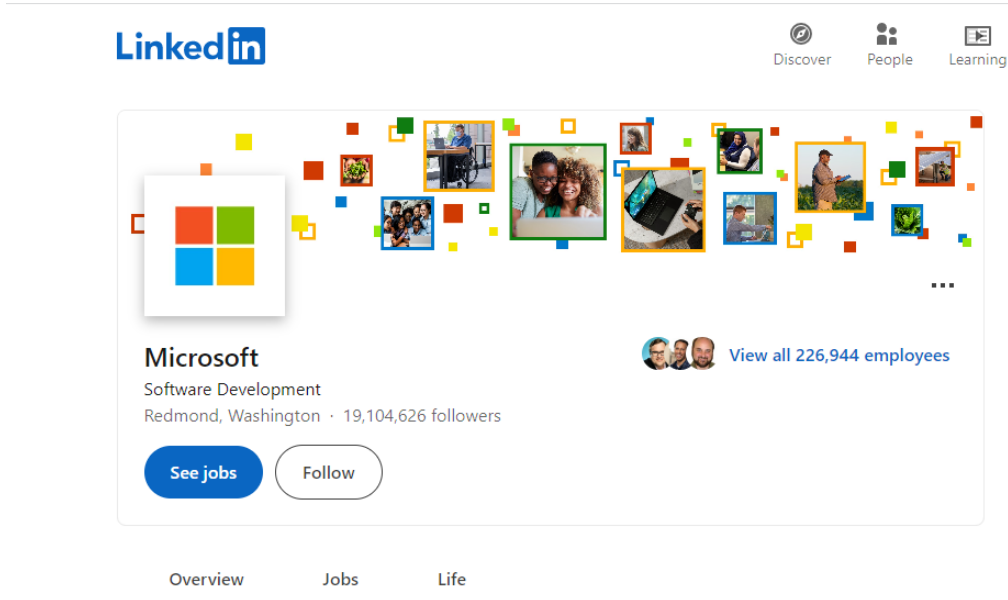 LinkedIn
Discover People Learning
Microsoft
View all 226,944 employees
Software Development
Redmond, Washington · 19,104,626 followers
See jobs Follow
Overview Jobs Life